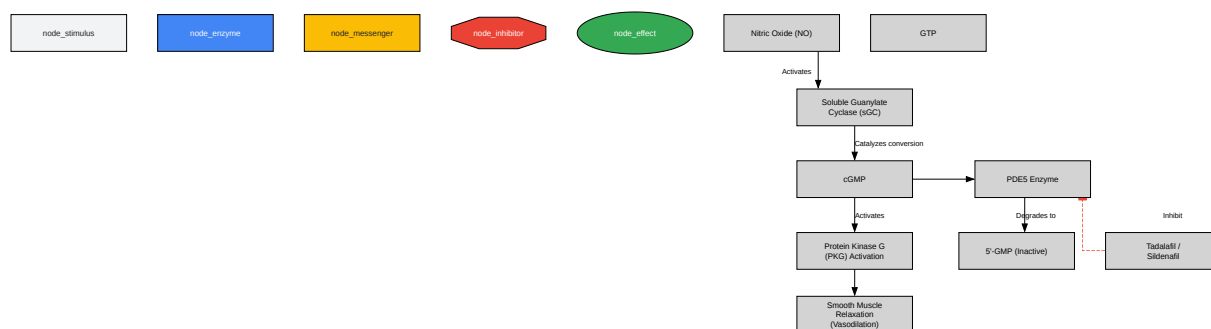 node_stimulus
node_enzyme
node_messenger
node_inhibitor
node_effect
Nitric Oxide (NO)
GTP
Activates
Soluble Guanylate
Cyclase (sGC)
Catalyzes conversion
cGMP
PDE5 Enzyme
Activates
Degrades to
Inhibit
Protein Kinase G
(PKG) Activation
5'-GMP (Inactive)
Tadalafil /
Sildenafil
Smooth Muscle
Relaxation
(Vasodilation)